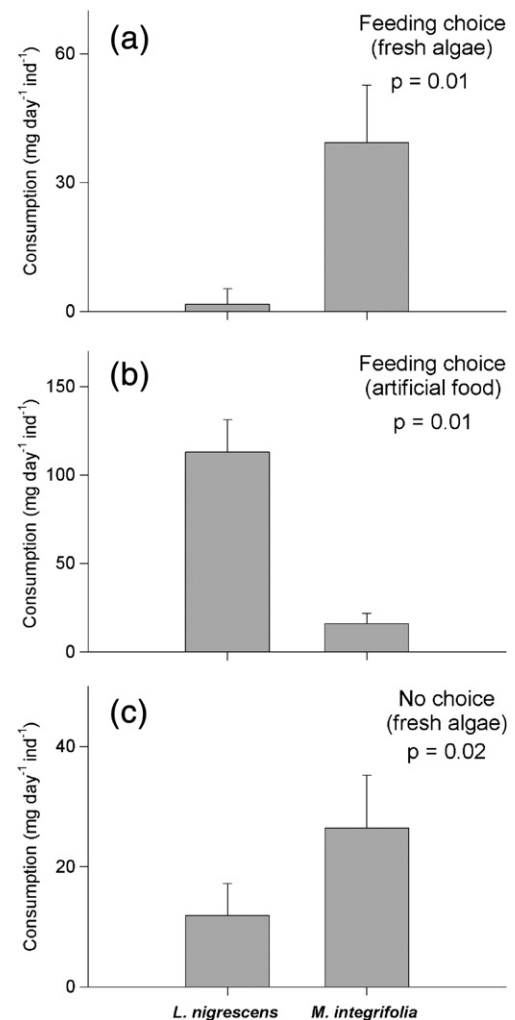 (a)
Feeding choice
(fresh algae)
p = 0.01
Consumption (mg day⁻¹ ind⁻¹)
60
30
0
(b)
Feeding choice
(artificial food)
p = 0.01
Consumption (mg day⁻¹ ind⁻¹)
150
100
50
0
(c)
No choice
(fresh algae)
p = 0.02
Consumption (mg day⁻¹ ind⁻¹)
40
20
0
L. nigrescens M. integrifolia